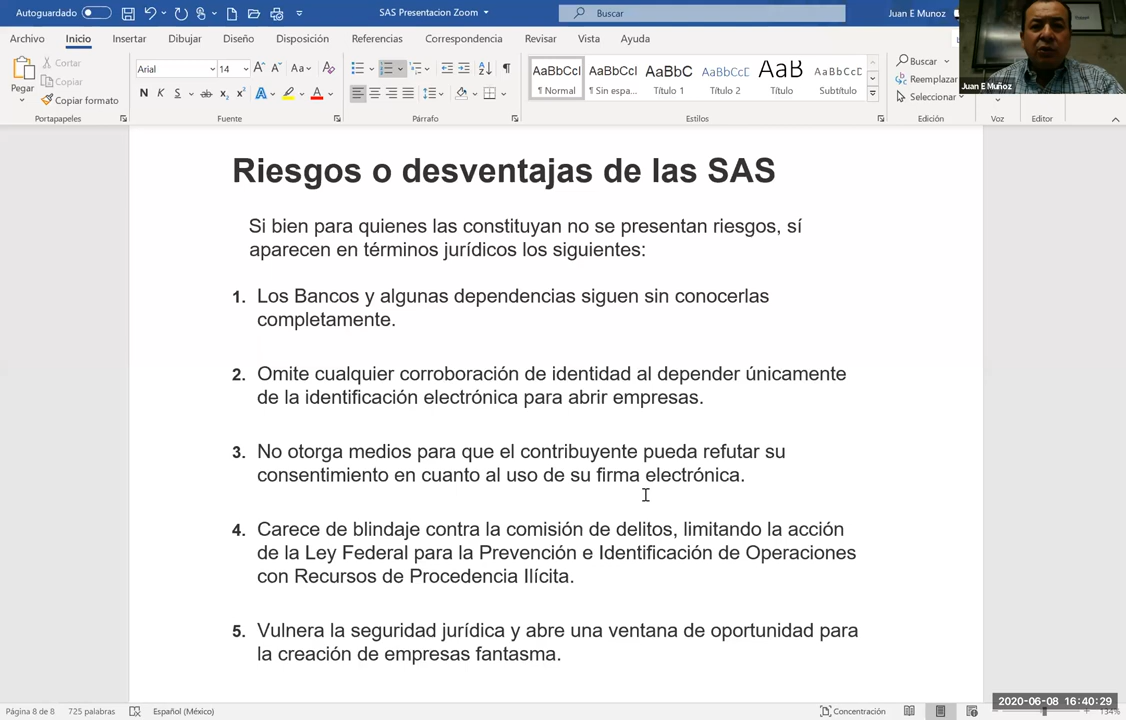 Autoguardado
SAS Presentacion Zoom
Buscar
Juan E Munoz
Archivo Inicio Insertar Dibujar Diseño Disposición Referencias Correspondencia Revisar Vista Ayuda
Pegar
Cortar
Copiar
Copiar formato
Portapapeles
Arial 14
Aa
N K S ab x₂ x² A A
Fuente
Párrafo
AaBbCcI AaBbCcI AaBbC AaBbCcD AaB AaBbCcD
¶ Normal ¶ Sin espa... Título 1 Título 2 Título Subtítulo
Estilos
Buscar
Reemplazar
Seleccionar
Edición
Voz
Editor
Juan E Muñoz
Riesgos o desventajas de las SAS
Si bien para quienes las constituyan no se presentan riesgos, sí
aparecen en términos jurídicos los siguientes:
1. Los Bancos y algunas dependencias siguen sin conocerlas
completamente.
2. Omite cualquier corroboración de identidad al depender únicamente
de la identificación electrónica para abrir empresas.
3. No otorga medios para que el contribuyente pueda refutar su
consentimiento en cuanto al uso de su firma electrónica.
4. Carece de blindaje contra la comisión de delitos, limitando la acción
de la Ley Federal para la Prevención e Identificación de Operaciones
con Recursos de Procedencia Ilícita.
5. Vulnera la seguridad jurídica y abre una ventana de oportunidad para
la creación de empresas fantasma.
Página 8 de 8 725 palabras Español (México)
Concentración
134%
2020-06-08 16:40:29